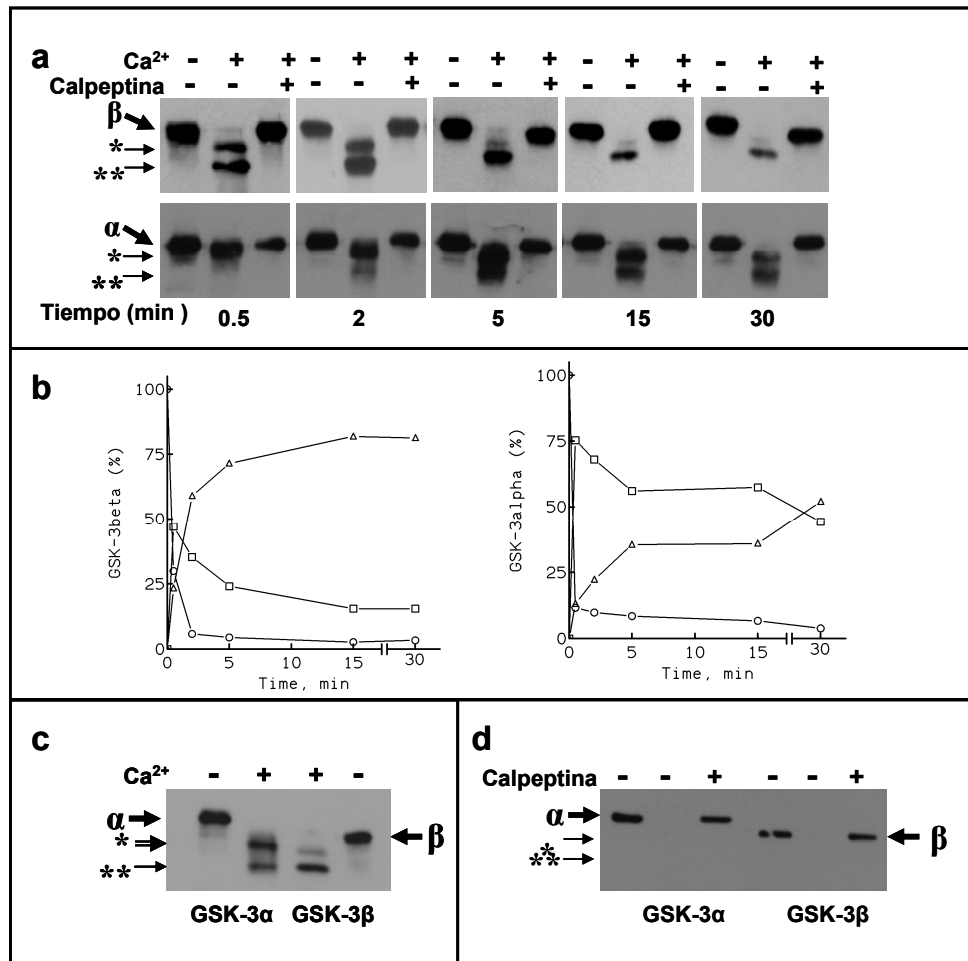 a
Ca2+ - + + - + + - + + - + + - + +
Calpeptina - - + - - + - - + - - + - - +
β
*
**
α
*
**
Tiempo (min ) 0.5 2 5 15 30
b
100
75
50
25
0
GSK-3beta (%)
0 5 10 15 30
Time, min
100
75
50
25
0
GSK-3alpha (%)
0 5 10 15 30
Time, min
c
Ca2+ - + + -
α
*
**
β
GSK-3α GSK-3β
d
Calpeptina - - + - - +
α
*
**
β
GSK-3α GSK-3β